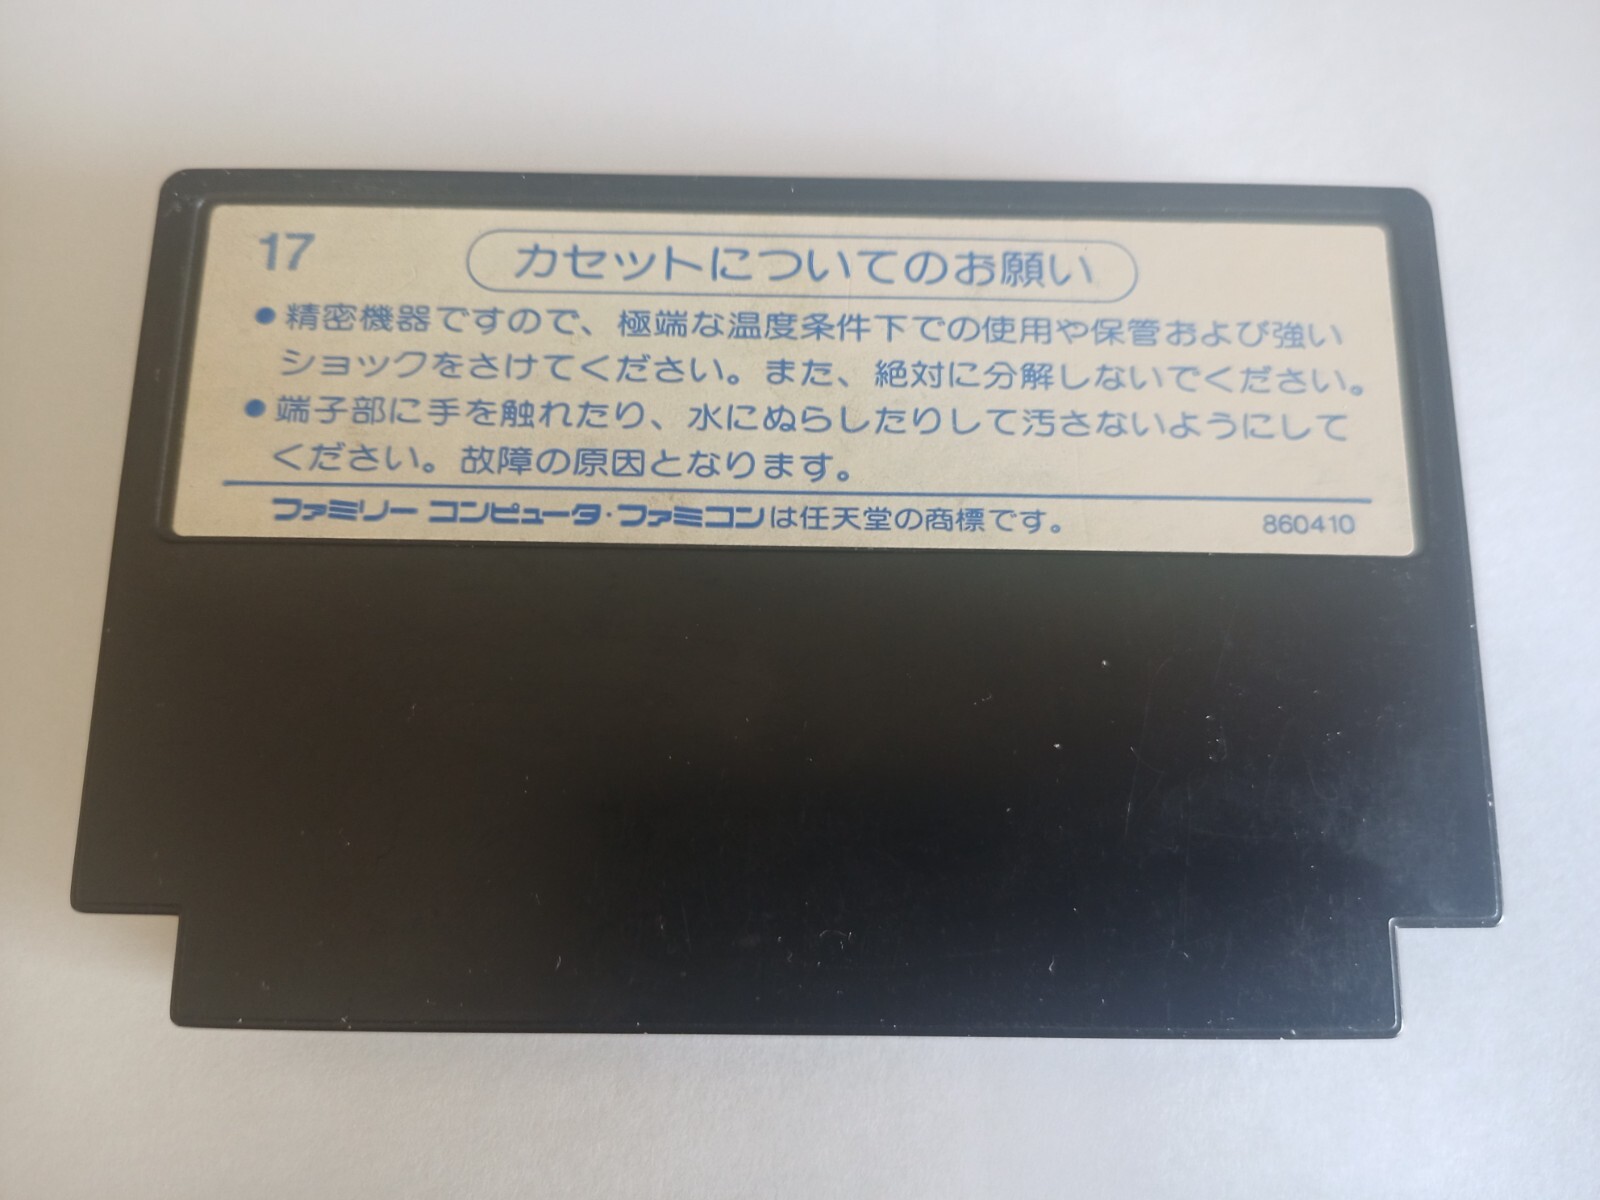 17
カセットについてのお願い
●精密機器ですので、極端な温度条件下での使用や保管および強い
ショックをさけてください。また、絶対に分解しないでください。
●端子部に手を触れたり、水にぬらしたりして汚さないようにして
ください。故障の原因となります。
ファミリー コンピュータ・ファミコンは任天堂の商標です。 860410